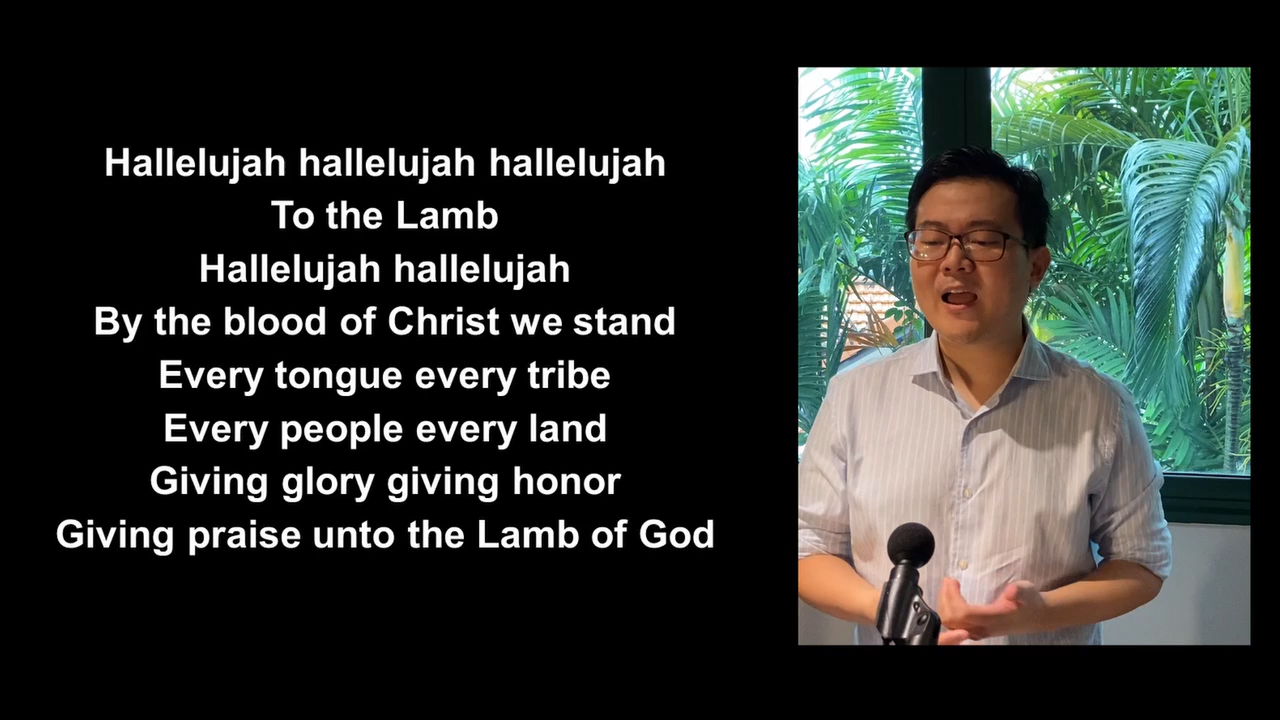 Hallelujah hallelujah hallelujah
To the Lamb
Hallelujah hallelujah
By the blood of Christ we stand
Every tongue every tribe
Every people every land
Giving glory giving honor
Giving praise unto the Lamb of God